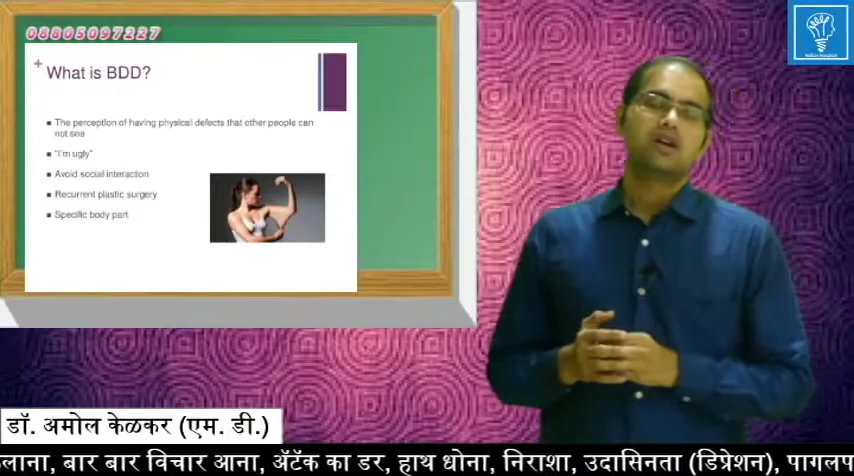 08805097227
What is BDD?
The perception of having physical defects that other people can
not see
"I'm ugly"
Avoid social interaction
Recurrent plastic surgery
Specific body part
डॉ. अमोल केळकर (एम. डी.)
लाना, बार बार विचार आना, अ‍ॅटॅक का डर, हाथ धोना, निराशा, उदासिनता (डिप्रेशन), पागलप